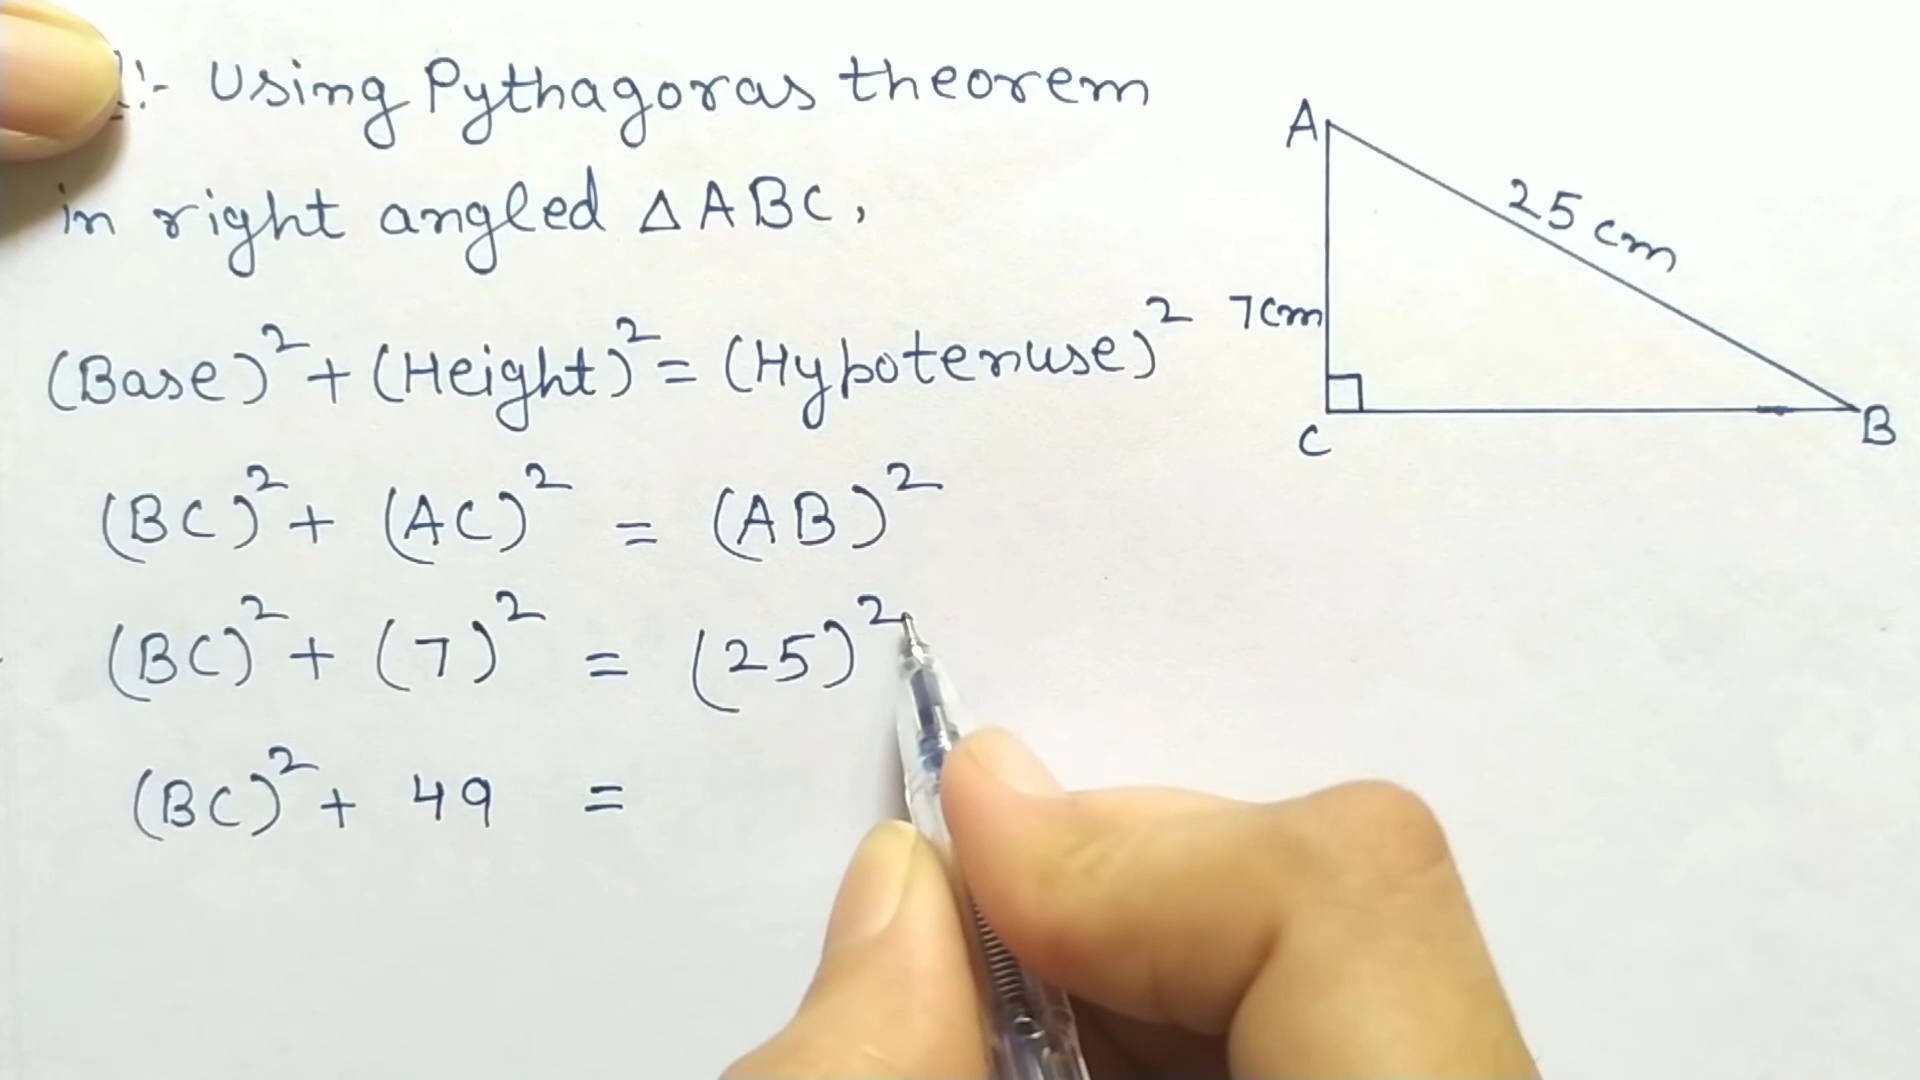 :- Using Pythagoras theorem
in right angled △ABC,
(Base)² + (Height)² = (Hypotenuse)²
(BC)² + (AC)² = (AB)²
(BC)² + (7)² = (25)²
(BC)² + 49 =
A
25 cm
7cm
C
B